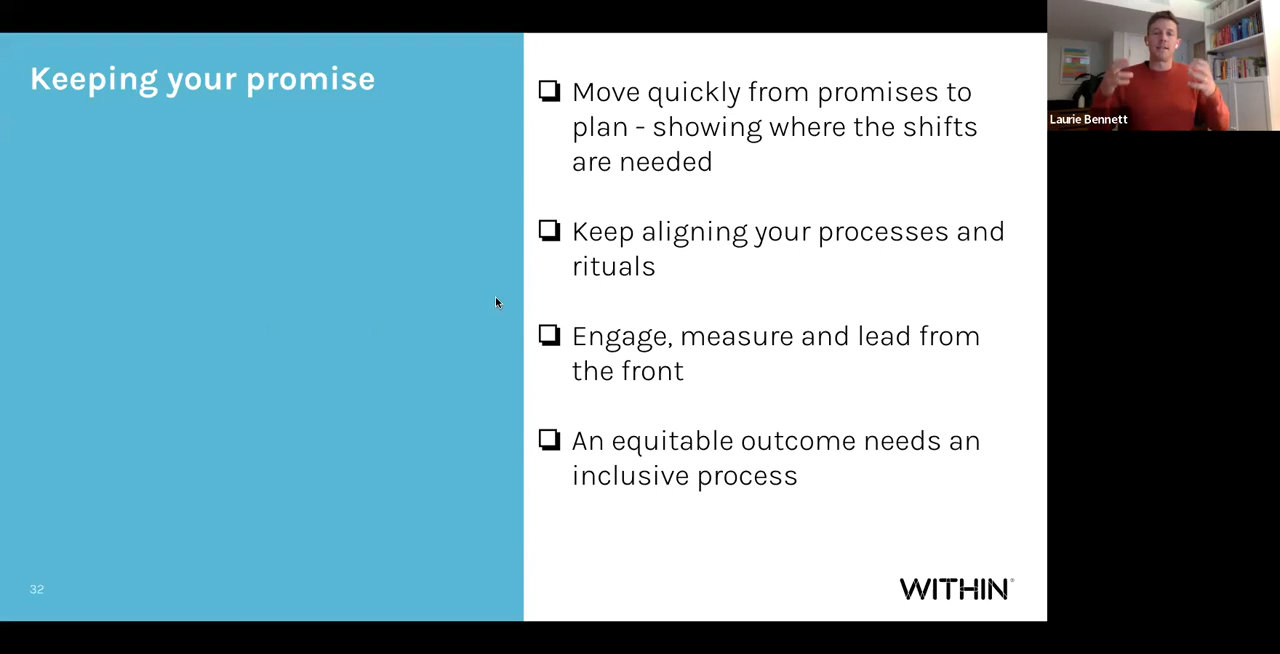 Keeping your promise
Move quickly from promises to
plan - showing where the shifts
are needed
Keep aligning your processes and
rituals
Engage, measure and lead from
the front
An equitable outcome needs an
inclusive process
32
WITHIN®
Laurie Bennett